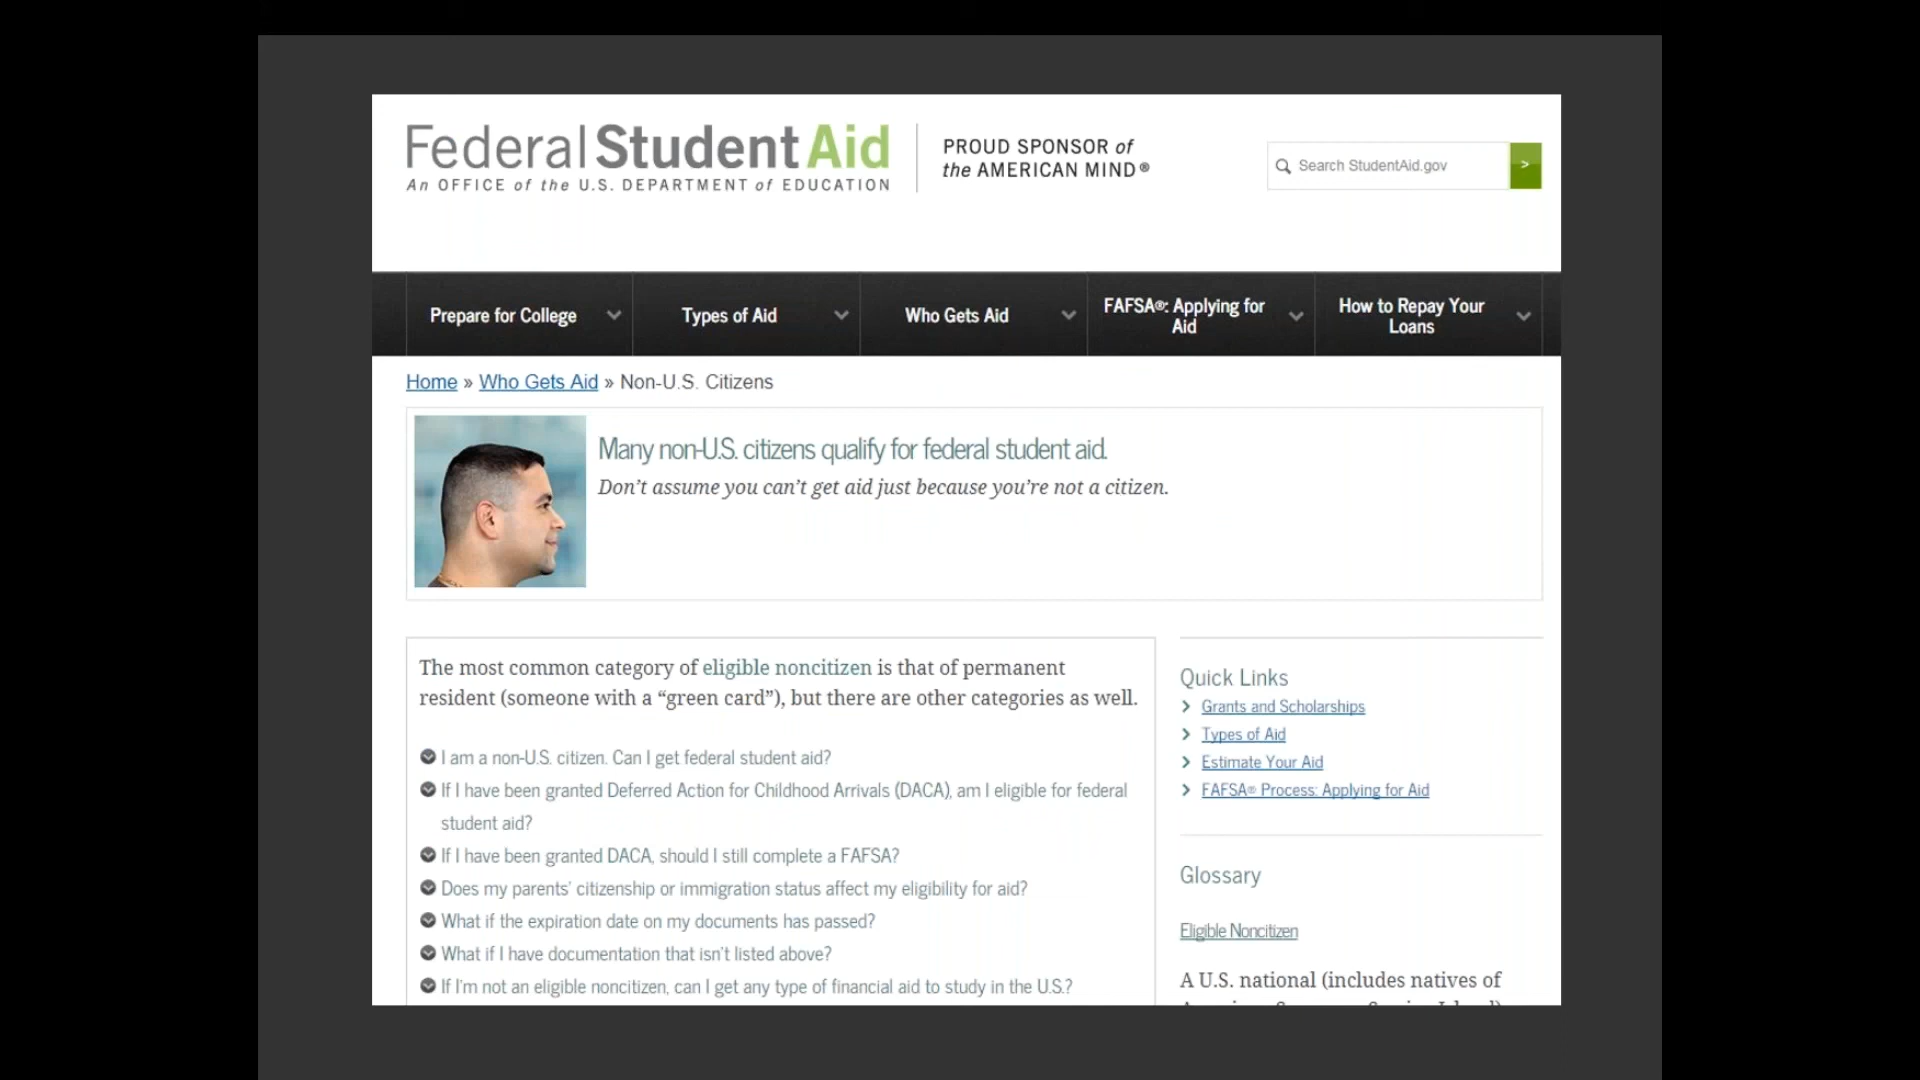 Federal Student Aid
An OFFICE of the U.S. DEPARTMENT of EDUCATION
PROUD SPONSOR of
the AMERICAN MIND®
Search StudentAid.gov
>
Prepare for College
Types of Aid
Who Gets Aid
FAFSA®: Applying for
Aid
How to Repay Your
Loans
Home » Who Gets Aid » Non-U.S. Citizens
Many non-U.S. citizens qualify for federal student aid.
Don’t assume you can’t get aid just because you’re not a citizen.
The most common category of eligible noncitizen is that of permanent
resident (someone with a “green card”), but there are other categories as well.
I am a non-U.S. citizen. Can I get federal student aid?
If I have been granted Deferred Action for Childhood Arrivals (DACA), am I eligible for federal
student aid?
If I have been granted DACA, should I still complete a FAFSA?
Does my parents’ citizenship or immigration status affect my eligibility for aid?
What if the expiration date on my documents has passed?
What if I have documentation that isn’t listed above?
If I’m not an eligible noncitizen, can I get any type of financial aid to study in the U.S.?
Quick Links
Grants and Scholarships
Types of Aid
Estimate Your Aid
FAFSA® Process: Applying for Aid
Glossary
Eligible Noncitizen
A U.S. national (includes natives of